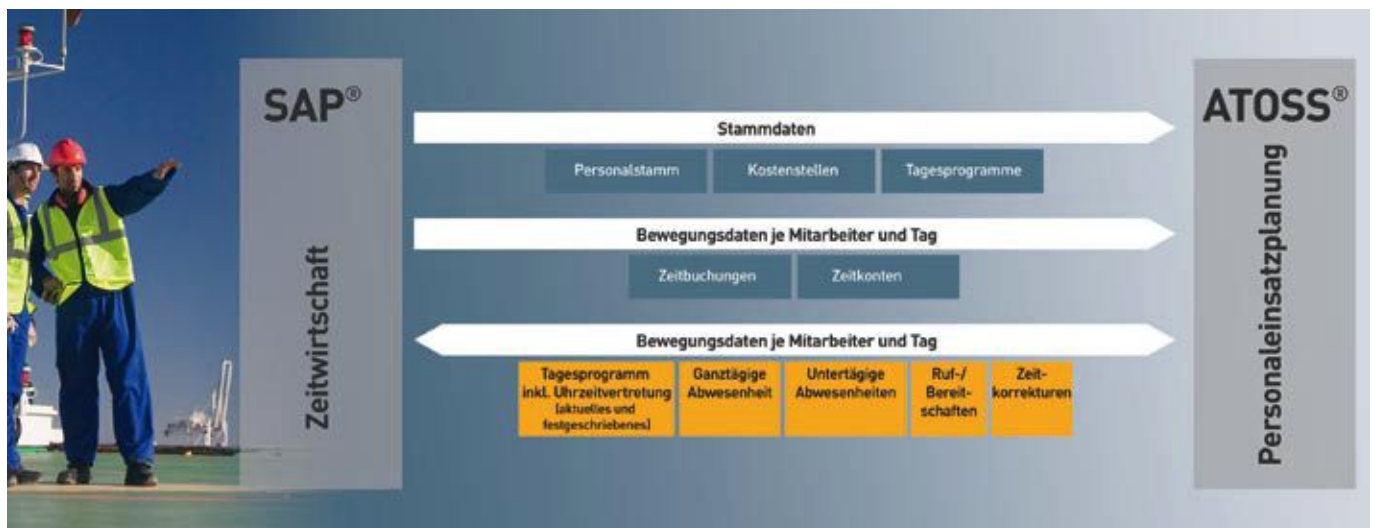 SAP®
Zeitwirtschaft
ATOSS®
Personaleinsatzplanung
Stammdaten
Personalstamm
Kostenstellen
Tagesprogramme
Bewegungsdaten je Mitarbeiter und Tag
Zeitbuchungen
Zeitkonten
Bewegungsdaten je Mitarbeiter und Tag
Tagesprogramm
inkl. Uhrzeitvertretung
(aktuelles und
festgeschriebenes)
Ganztägige
Abwesenheit
Untertägige
Abwesenheiten
Ruf-/
Bereit-
schaften
Zeit-
korrekturen